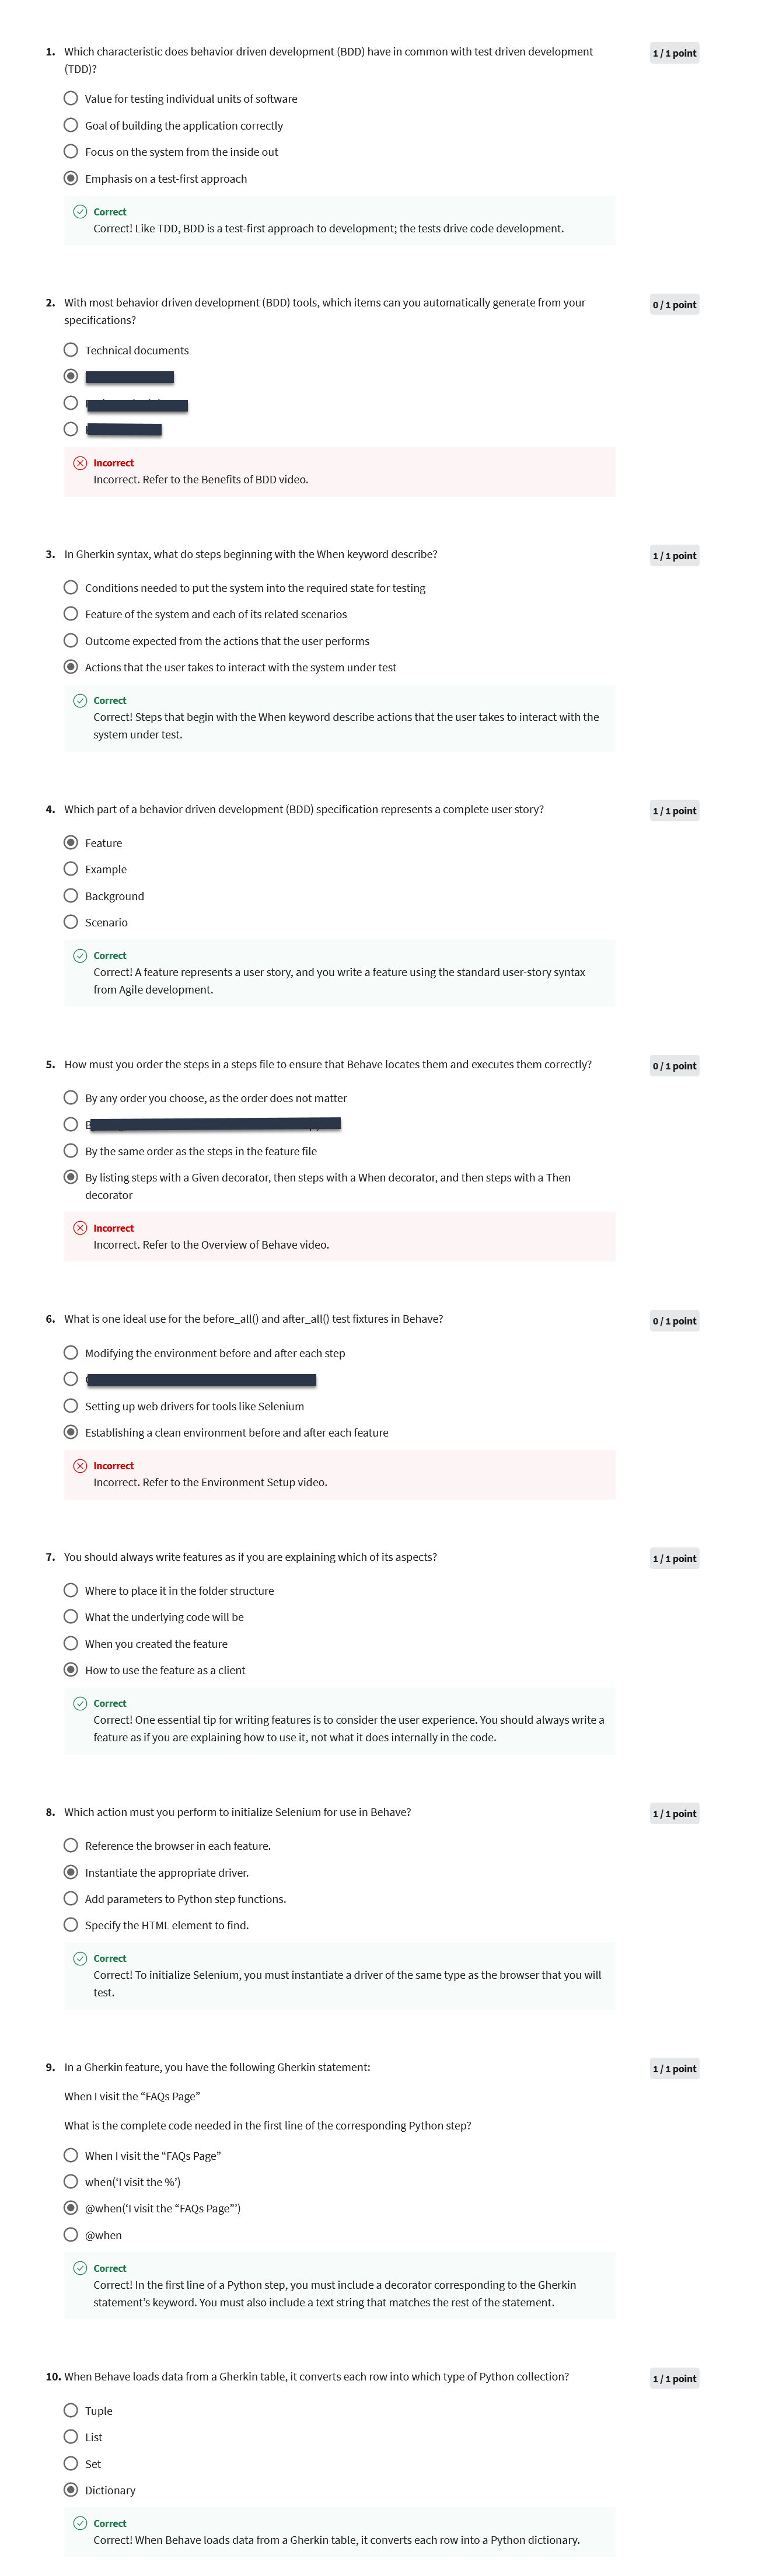 1. Which characteristic does behavior driven development (BDD) have in common with test driven development
(TDD)?
1 / 1 point
Value for testing individual units of software
Goal of building the application correctly
Focus on the system from the inside out
Emphasis on a test-first approach
Correct
Correct! Like TDD, BDD is a test-first approach to development; the tests drive code development.
2. With most behavior driven development (BDD) tools, which items can you automatically generate from your
specifications?
0 / 1 point
Technical documents
Incorrect
Incorrect. Refer to the Benefits of BDD video.
3. In Gherkin syntax, what do steps beginning with the When keyword describe?
1 / 1 point
Conditions needed to put the system into the required state for testing
Feature of the system and each of its related scenarios
Outcome expected from the actions that the user performs
Actions that the user takes to interact with the system under test
Correct
Correct! Steps that begin with the When keyword describe actions that the user takes to interact with the
system under test.
4. Which part of a behavior driven development (BDD) specification represents a complete user story?
1 / 1 point
Feature
Example
Background
Scenario
Correct
Correct! A feature represents a user story, and you write a feature using the standard user-story syntax
from Agile development.
5. How must you order the steps in a steps file to ensure that Behave locates them and executes them correctly?
0 / 1 point
By any order you choose, as the order does not matter
By the same order as the steps in the feature file
By listing steps with a Given decorator, then steps with a When decorator, and then steps with a Then
decorator
Incorrect
Incorrect. Refer to the Overview of Behave video.
6. What is one ideal use for the before_all() and after_all() test fixtures in Behave?
0 / 1 point
Modifying the environment before and after each step
Setting up web drivers for tools like Selenium
Establishing a clean environment before and after each feature
Incorrect
Incorrect. Refer to the Environment Setup video.
7. You should always write features as if you are explaining which of its aspects?
1 / 1 point
Where to place it in the folder structure
What the underlying code will be
When you created the feature
How to use the feature as a client
Correct
Correct! One essential tip for writing features is to consider the user experience. You should always write a
feature as if you are explaining how to use it, not what it does internally in the code.
8. Which action must you perform to initialize Selenium for use in Behave?
1 / 1 point
Reference the browser in each feature.
Instantiate the appropriate driver.
Add parameters to Python step functions.
Specify the HTML element to find.
Correct
Correct! To initialize Selenium, you must instantiate a driver of the same type as the browser that you will
test.
9. In a Gherkin feature, you have the following Gherkin statement:
1 / 1 point
When I visit the “FAQs Page”
What is the complete code needed in the first line of the corresponding Python step?
When I visit the “FAQs Page”
when(‘I visit the %’)
@when(‘I visit the “FAQs Page”’)
@when
Correct
Correct! In the first line of a Python step, you must include a decorator corresponding to the Gherkin
statement’s keyword. You must also include a text string that matches the rest of the statement.
10. When Behave loads data from a Gherkin table, it converts each row into which type of Python collection?
1 / 1 point
Tuple
List
Set
Dictionary
Correct
Correct! When Behave loads data from a Gherkin table, it converts each row into a Python dictionary.